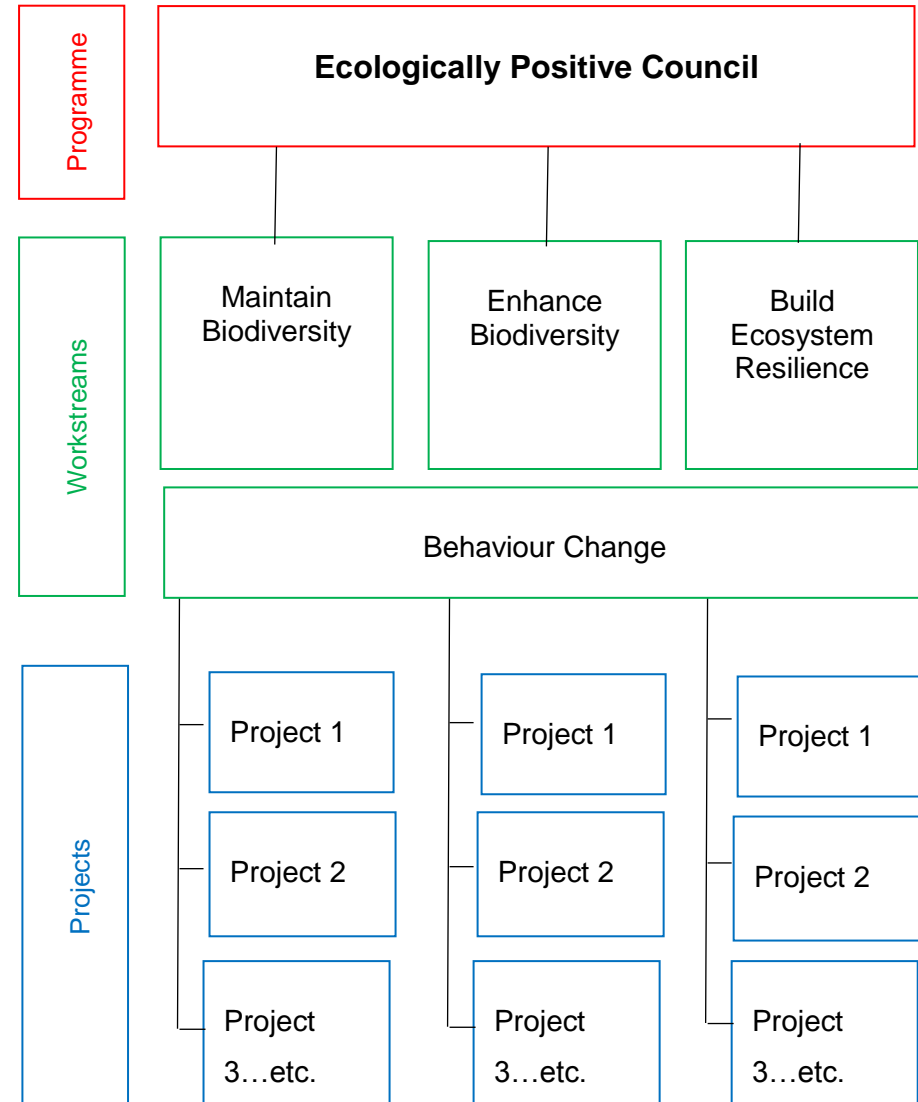 Programme
Ecologically Positive Council
Workstreams
Maintain
Biodiversity
Enhance
Biodiversity
Build
Ecosystem
Resilience
Behaviour Change
Projects
Project 1
Project 2
Project
3…etc.
Project 1
Project 2
Project
3…etc.
Project 1
Project 2
Project
3…etc.